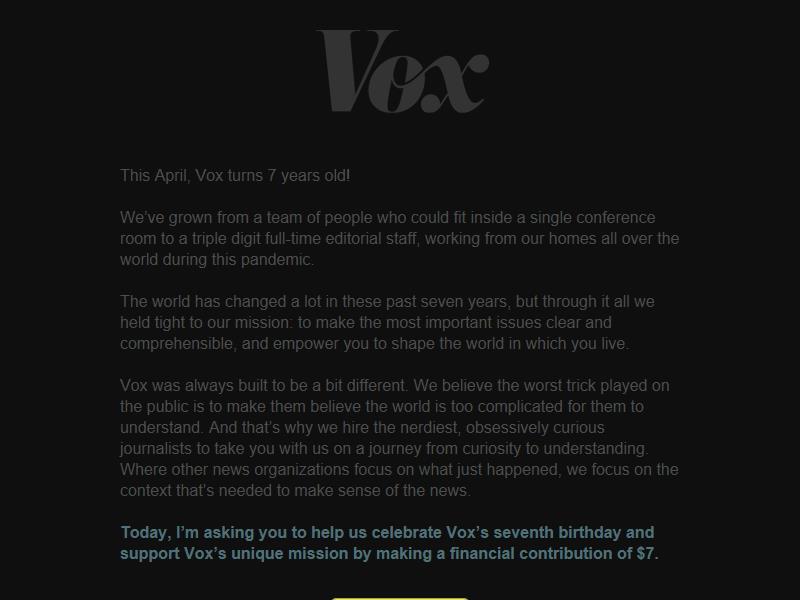 Vox
This April, Vox turns 7 years old!
We’ve grown from a team of people who could fit inside a single conference
room to a triple digit full-time editorial staff, working from our homes all over the
world during this pandemic.
The world has changed a lot in these past seven years, but through it all we
held tight to our mission: to make the most important issues clear and
comprehensible, and empower you to shape the world in which you live.
Vox was always built to be a bit different. We believe the worst trick played on
the public is to make them believe the world is too complicated for them to
understand. And that’s why we hire the nerdiest, obsessively curious
journalists to take you with us on a journey from curiosity to understanding.
Where other news organizations focus on what just happened, we focus on the
context that's needed to make sense of the news.
Today, I’m asking you to help us celebrate Vox’s seventh birthday and
support Vox’s unique mission by making a financial contribution of $7.